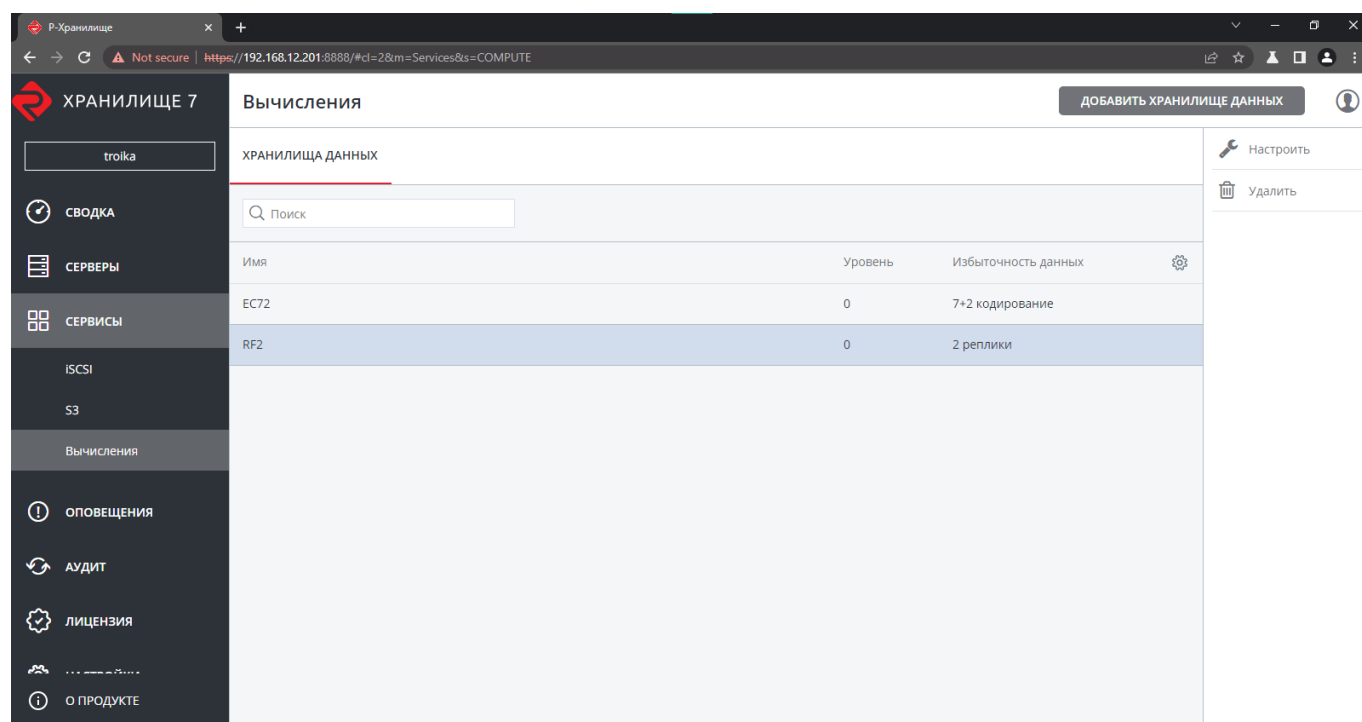 Р-Хранилище
Not secure | https://192.168.12.201:8888/#cl=2&m=Services&s=COMPUTE
ХРАНИЛИЩЕ 7
Вычисления
ДОБАВИТЬ ХРАНИЛИЩЕ ДАННЫХ
troika
ХРАНИЛИЩА ДАННЫХ
Настроить
Удалить
СВОДКА
Поиск
СЕРВЕРЫ
Имя Уровень Избыточность данных
EC72 0 7+2 кодирование
СЕРВИСЫ
RF2 0 2 реплики
iSCSI
S3
Вычисления
ОПОВЕЩЕНИЯ
АУДИТ
ЛИЦЕНЗИЯ
О ПРОДУКТЕ